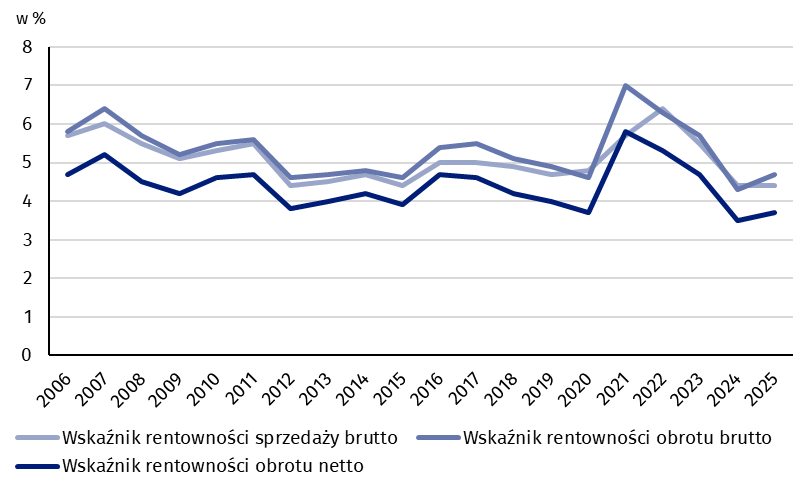 w %
8
7
6
5
4
3
2
1
0
2006 2007 2008 2009 2010 2011 2012 2013 2014 2015 2016 2017 2018 2019 2020 2021 2022 2023 2024 2025
Wskaźnik rentowności sprzedaży brutto Wskaźnik rentowności obrotu brutto
Wskaźnik rentowności obrotu netto